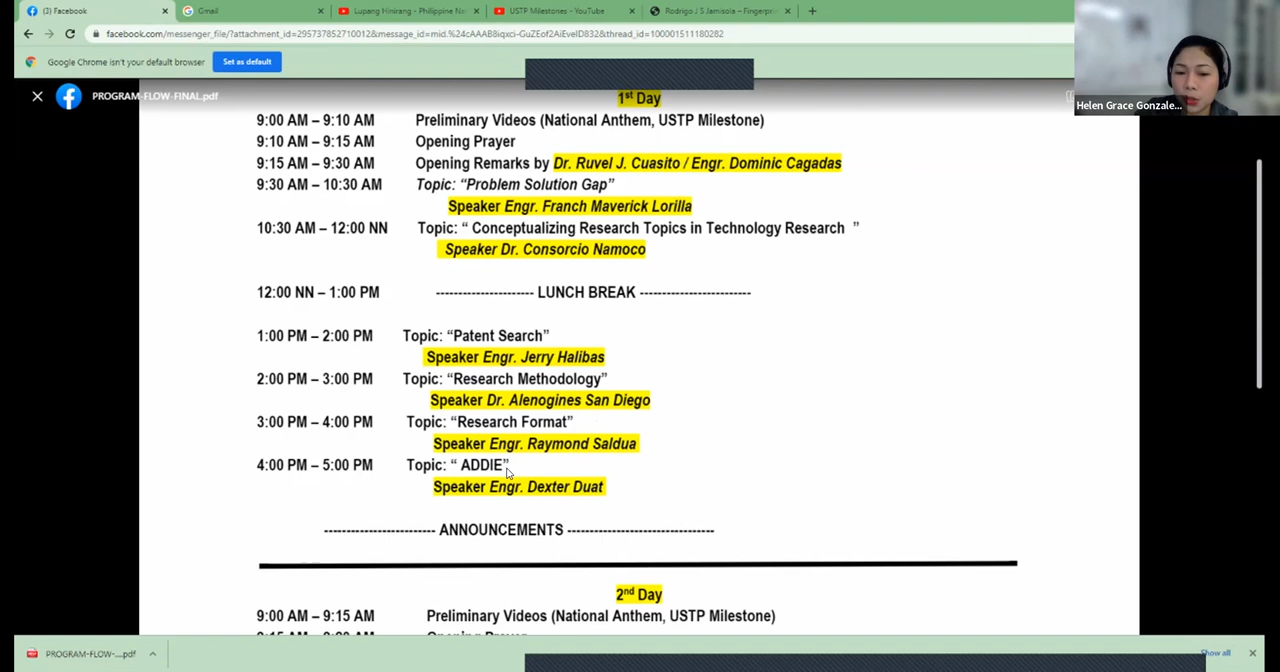 (3) Facebook
Gmail
Lupang Hinirang - Philippine Na
USTP Milestones - YouTube
Rodrigo J S Jamisola – Fingerpri
facebook.com/messenger_file/?attachment_id=295737852710012&message_id=mid.%24cAAAB8iqxci-GuZEof2AiEvelD832&thread_id=100001511180282
Google Chrome isn't your default browser
Set as default
Helen Grace Gonzale...
PROGRAM-FLOW-FINAL.pdf
1st Day
9:00 AM – 9:10 AM Preliminary Videos (National Anthem, USTP Milestone)
9:10 AM – 9:15 AM Opening Prayer
9:15 AM – 9:30 AM Opening Remarks by Dr. Ruvel J. Cuasito / Engr. Dominic Cagadas
9:30 AM – 10:30 AM Topic: “Problem Solution Gap”
Speaker Engr. Franch Maverick Lorilla
10:30 AM – 12:00 NN Topic: “ Conceptualizing Research Topics in Technology Research ”
Speaker Dr. Consorcio Namoco
12:00 NN – 1:00 PM ---------------------- LUNCH BREAK -------------------------
1:00 PM – 2:00 PM Topic: “Patent Search”
Speaker Engr. Jerry Halibas
2:00 PM – 3:00 PM Topic: “Research Methodology”
Speaker Dr. Alenogines San Diego
3:00 PM – 4:00 PM Topic: “Research Format”
Speaker Engr. Raymond Saldua
4:00 PM – 5:00 PM Topic: “ ADDIE”
Speaker Engr. Dexter Duat
------------------------- ANNOUNCEMENTS ---------------------------------
2nd Day
9:00 AM – 9:15 AM Preliminary Videos (National Anthem, USTP Milestone)
PROGRAM-FLOW-....pdf
Show all